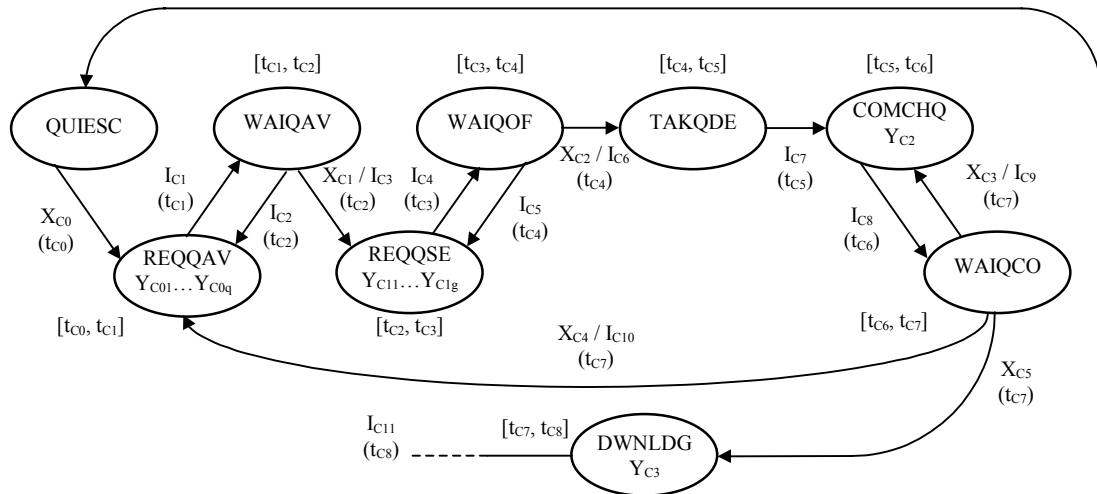 [tC1, tC2]
[tC3, tC4]
[tC4, tC5]
[tC5, tC6]
QUIESC
WAIQAV
WAIQOF
TAKQDE
COMCHQ
YC2
XC0
(tC0)
IC1
(tC1)
IC2
(tC2)
XC1 / IC3
(tC2)
IC4
(tC3)
IC5
(tC4)
XC2 / IC6
(tC4)
IC7
(tC5)
IC8
(tC6)
XC3 / IC9
(tC7)
REQQAV
YC01…YC0q
REQQSE
YC11…YC1g
WAIQCO
[tC0, tC1]
[tC2, tC3]
[tC6, tC7]
XC4 / IC10
(tC7)
XC5
(tC7)
IC11
(tC8)
[tC7, tC8]
DWNLDG
YC3